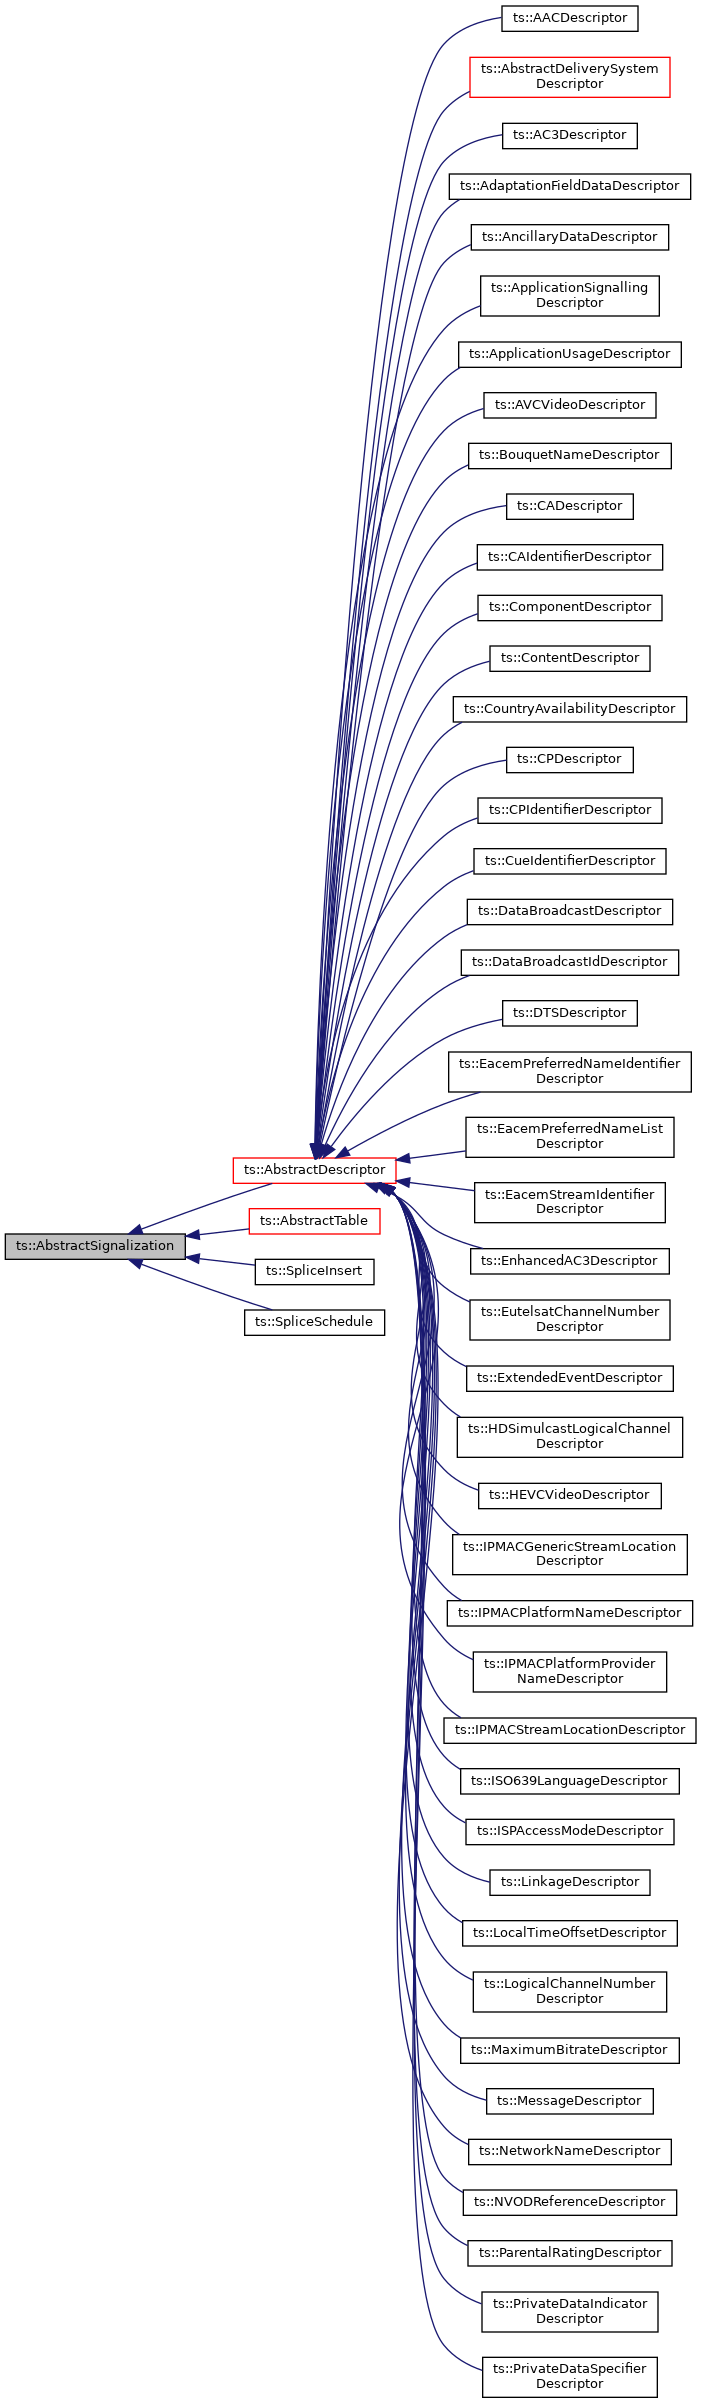 ts::AACDescriptor
ts::AbstractDeliverySystem
Descriptor
ts::AC3Descriptor
ts::AdaptationFieldDataDescriptor
ts::AncillaryDataDescriptor
ts::ApplicationSignalling
Descriptor
ts::ApplicationUsageDescriptor
ts::AVCVideoDescriptor
ts::BouquetNameDescriptor
ts::CADescriptor
ts::CAIdentifierDescriptor
ts::ComponentDescriptor
ts::ContentDescriptor
ts::CountryAvailabilityDescriptor
ts::CPDescriptor
ts::CPIdentifierDescriptor
ts::CueIdentifierDescriptor
ts::DataBroadcastDescriptor
ts::DataBroadcastIdDescriptor
ts::DTSDescriptor
ts::EacemPreferredNameIdentifier
Descriptor
ts::EacemPreferredNameList
Descriptor
ts::AbstractDescriptor
ts::EacemStreamIdentifier
Descriptor
ts::AbstractTable
ts::AbstractSignalization
ts::EnhancedAC3Descriptor
ts::SpliceInsert
ts::EutelsatChannelNumber
Descriptor
ts::SpliceSchedule
ts::ExtendedEventDescriptor
ts::HDSimulcastLogicalChannel
Descriptor
ts::HEVCVideoDescriptor
ts::IPMACGenericStreamLocation
Descriptor
ts::IPMACPlatformNameDescriptor
ts::IPMACPlatformProvider
NameDescriptor
ts::IPMACStreamLocationDescriptor
ts::ISO639LanguageDescriptor
ts::ISPAccessModeDescriptor
ts::LinkageDescriptor
ts::LocalTimeOffsetDescriptor
ts::LogicalChannelNumber
Descriptor
ts::MaximumBitrateDescriptor
ts::MessageDescriptor
ts::NetworkNameDescriptor
ts::NVODReferenceDescriptor
ts::ParentalRatingDescriptor
ts::PrivateDataIndicator
Descriptor
ts::PrivateDataSpecifier
Descriptor